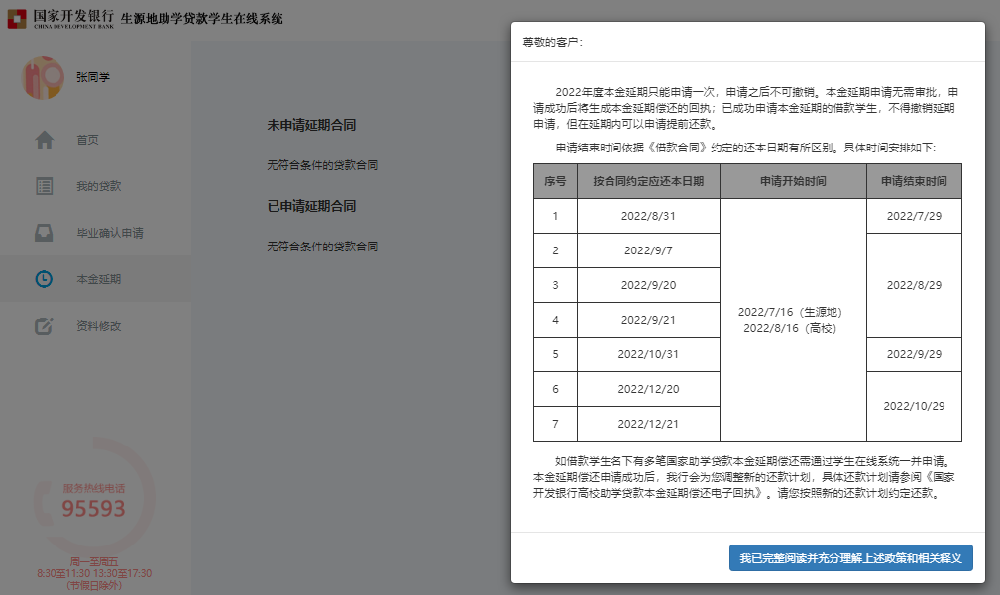 国家开发银行 生源地助学贷款学生在线系统
CHINA DEVELOPMENT BANK
张同学
首页
我的贷款
毕业确认申请
本金延期
资料修改
服务热线电话
95593
周一至周五
8:30至11:30 13:30至17:30
(节假日除外)
未申请延期合同
无符合条件的贷款合同
已申请延期合同
无符合条件的贷款合同
尊敬的客户：
2022年度本金延期只能申请一次，申请之后不可撤销。本金延期申请无需审批，申
请成功后将生成本金延期偿还的回执；已成功申请本金延期的借款学生，不得撤销延期
申请，但在延期内可以申请提前还款。
申请结束时间依据《借款合同》约定的还本日期有所区别。具体时间安排如下：
序号 按合同约定应还本日期 申请开始时间 申请结束时间
1 2022/8/31 2022/7/29
2 2022/9/7
3 2022/9/20 2022/8/29
2022/7/16（生源地）
4 2022/9/21
2022/8/16（高校）
5 2022/10/31 2022/9/29
6 2022/12/20
2022/10/29
7 2022/12/21
如借款学生名下有多笔国家助学贷款本金延期偿还需通过学生在线系统一并申请。
本金延期偿还申请成功后，我行会为您调整新的还款计划，具体还款计划请参阅《国家
开发银行高校助学贷款本金延期偿还电子回执》。请您按照新的还款计划约定还款。
我已完整阅读并充分理解上述政策和相关释义